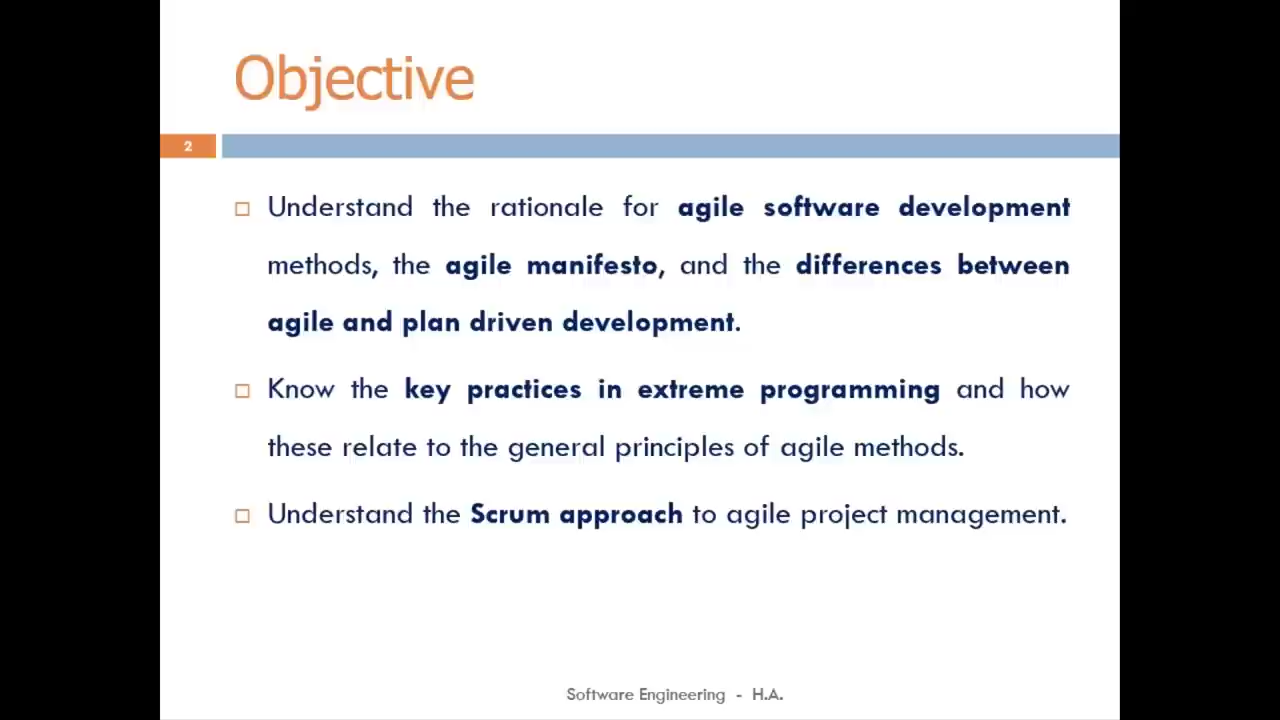 Objective
2
Understand the rationale for agile software development
methods, the agile manifesto, and the differences between
agile and plan driven development.
Know the key practices in extreme programming and how
these relate to the general principles of agile methods.
Understand the Scrum approach to agile project management.
Software Engineering - H.A.